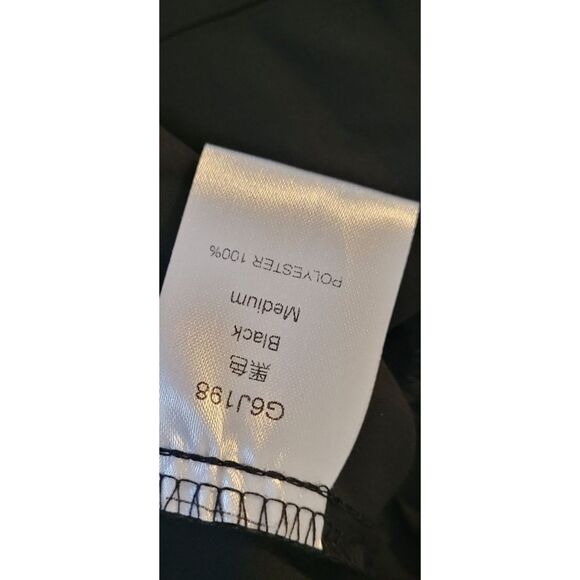 G6J198
黑色
Black
Medium
POLYESTER 100%